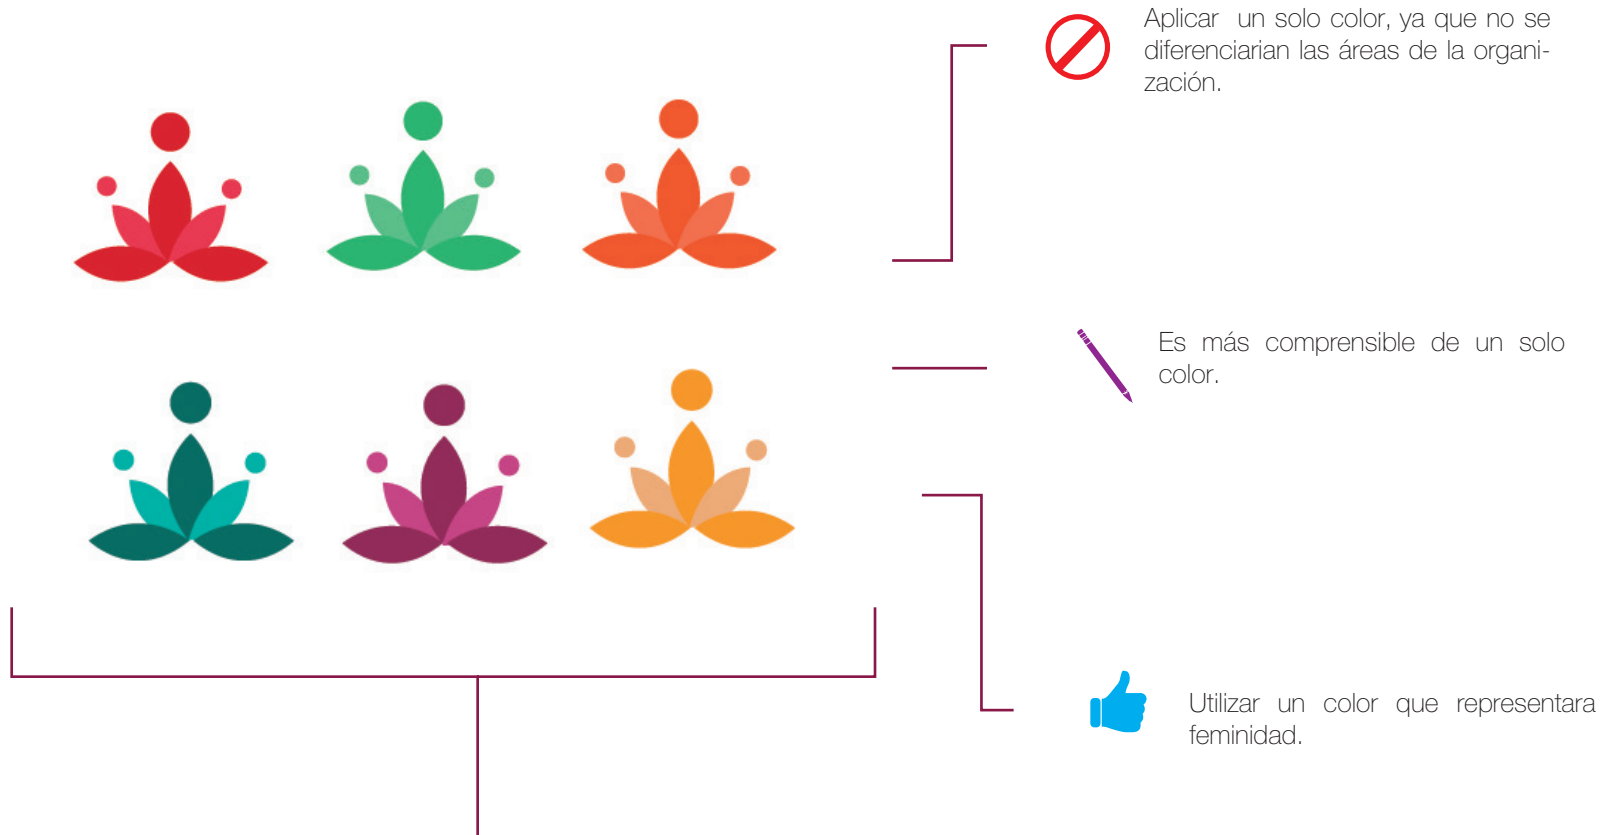 Aplicar un solo color, ya que no se
diferenciarian las áreas de la organi-
zación.
Es más comprensible de un solo
color.
Utilizar un color que representara
feminidad.